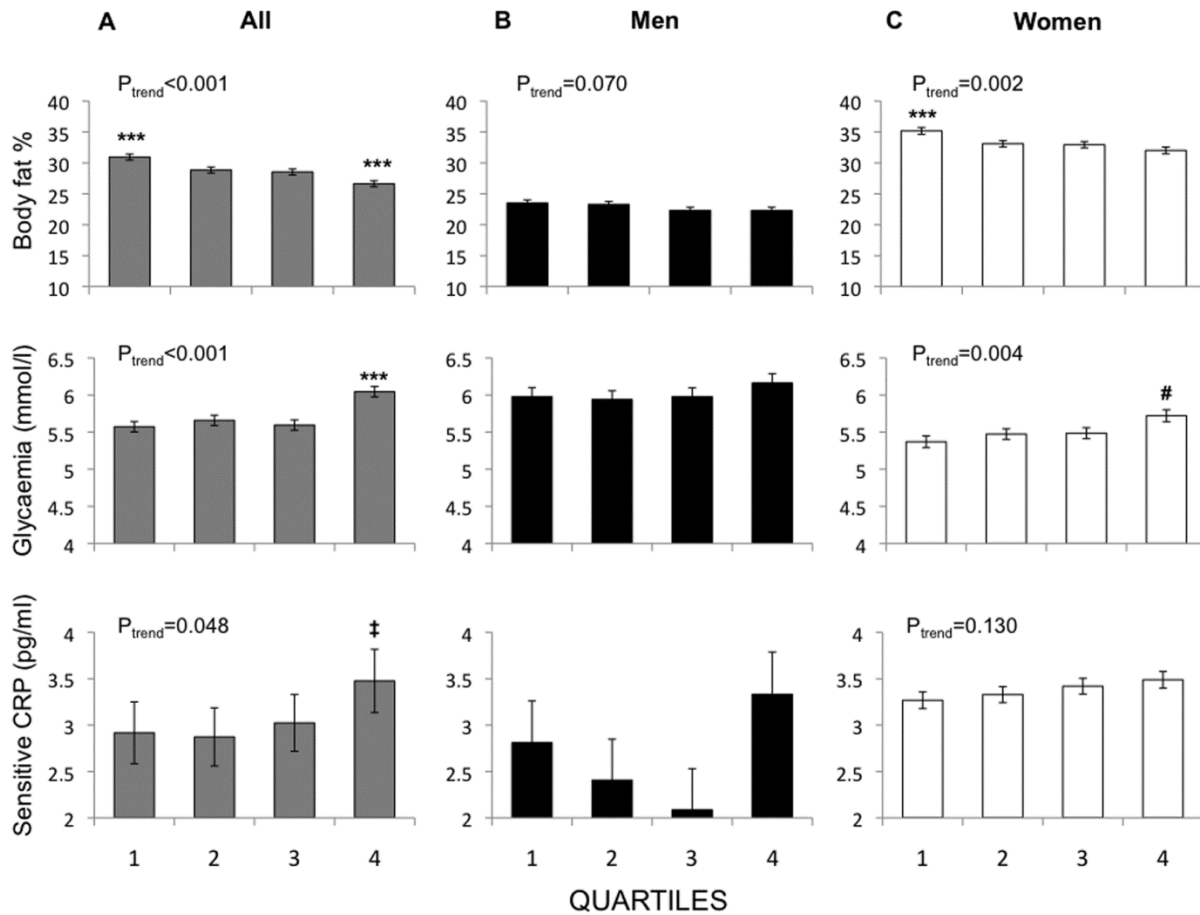 A All B Men C Women
Ptrend<0.001 Ptrend=0.070 Ptrend=0.002
Body fat %
40 35 30 25 20 15 10
*** ***
40 35 30 25 20 15 10
40 35 30 25 20 15 10
***
Ptrend<0.001 Ptrend=0.004
Glycaemia (mmol/l)
6.5 6 5.5 5 4.5 4
***
6.5 6 5.5 5 4.5 4
6.5 6 5.5 5 4.5 4
#
Ptrend=0.048 Ptrend=0.130
Sensitive CRP (pg/ml)
4 3.5 3 2.5 2
‡
4 3.5 3 2.5 2
4 3.5 3 2.5 2
1 2 3 4 1 2 3 4 1 2 3 4
QUARTILES